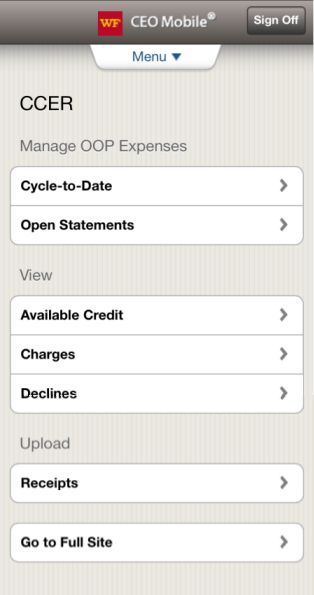 WF CEO Mobile® Sign Off
Menu ▼
CCER
Manage OOP Expenses
Cycle-to-Date
Open Statements
View
Available Credit
Charges
Declines
Upload
Receipts
Go to Full Site